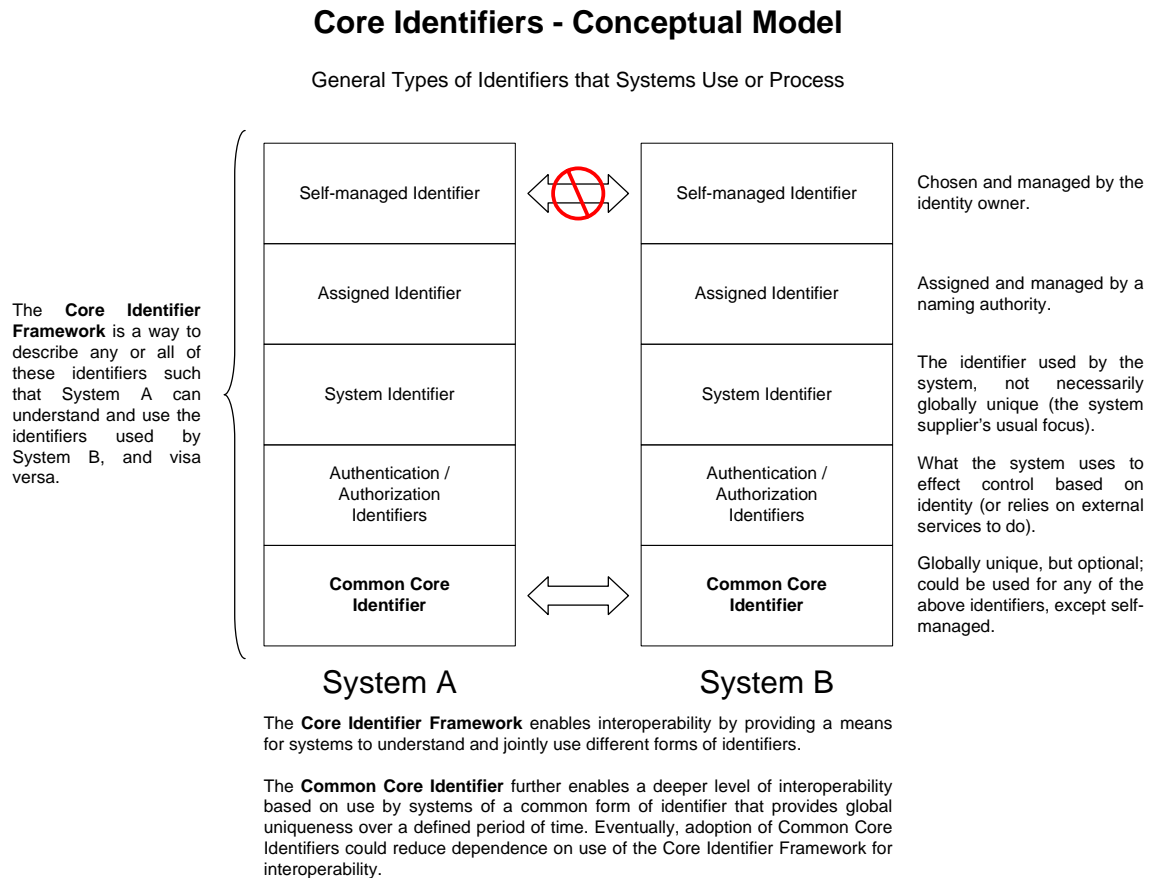 Core Identifiers - Conceptual Model
General Types of Identifiers that Systems Use or Process
The Core Identifier
Framework is a way to
describe any or all of
these identifiers such
that System A can
understand and use the
identifiers used by
System B, and visa
versa.
Self-managed Identifier
Assigned Identifier
System Identifier
Authentication /
Authorization
Identifiers
Common Core
Identifier
System A
Self-managed Identifier
Assigned Identifier
System Identifier
Authentication /
Authorization
Identifiers
Common Core
Identifier
System B
Chosen and managed by the
identity owner.
Assigned and managed by a
naming authority.
The identifier used by the
system, not necessarily
globally unique (the system
supplier's usual focus).
What the system uses to
effect control based on
identity (or relies on external
services to do).
Globally unique, but optional;
could be used for any of the
above identifiers, except self-
managed.
The Core Identifier Framework enables interoperability by providing a means
for systems to understand and jointly use different forms of identifiers.
The Common Core Identifier further enables a deeper level of interoperability
based on use by systems of a common form of identifier that provides global
uniqueness over a defined period of time. Eventually, adoption of Common Core
Identifiers could reduce dependence on use of the Core Identifier Framework for
interoperability.